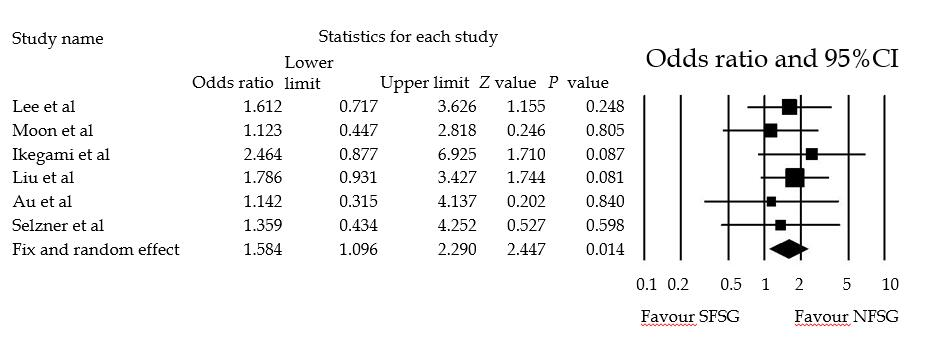 Study name Statistics for each study
Odds ratio and 95%CI
Lower
Odds ratio limit Upper limit Z value P value
Lee et al 1.612 0.717 3.626 1.155 0.248
Moon et al 1.123 0.447 2.818 0.246 0.805
Ikegami et al 2.464 0.877 6.925 1.710 0.087
Liu et al 1.786 0.931 3.427 1.744 0.081
Au et al 1.142 0.315 4.137 0.202 0.840
Selzner et al 1.359 0.434 4.252 0.527 0.598
Fix and random effect 1.584 1.096 2.290 2.447 0.014
0.1 0.2 0.5 1 2 5 10
Favour SFSG Favour NFSG